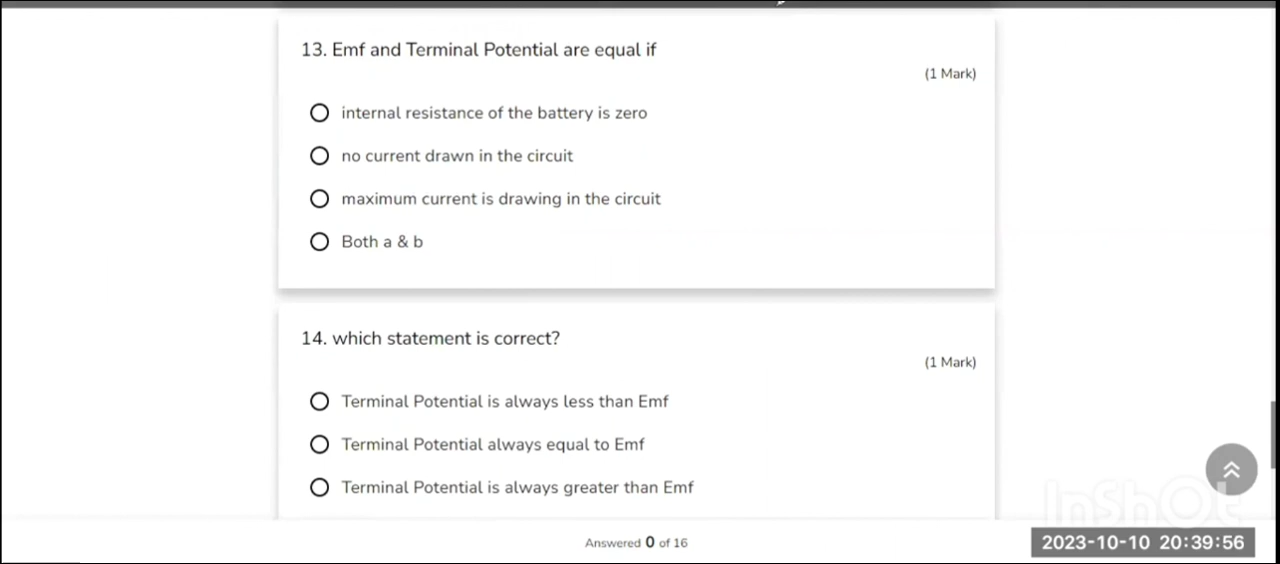 13. Emf and Terminal Potential are equal if
(1 Mark)
internal resistance of the battery is zero
no current drawn in the circuit
maximum current is drawing in the circuit
Both a & b
14. which statement is correct?
(1 Mark)
Terminal Potential is always less than Emf
Terminal Potential always equal to Emf
Terminal Potential is always greater than Emf
InShOt
Answered 0 of 16
2023-10-10 20:39:56